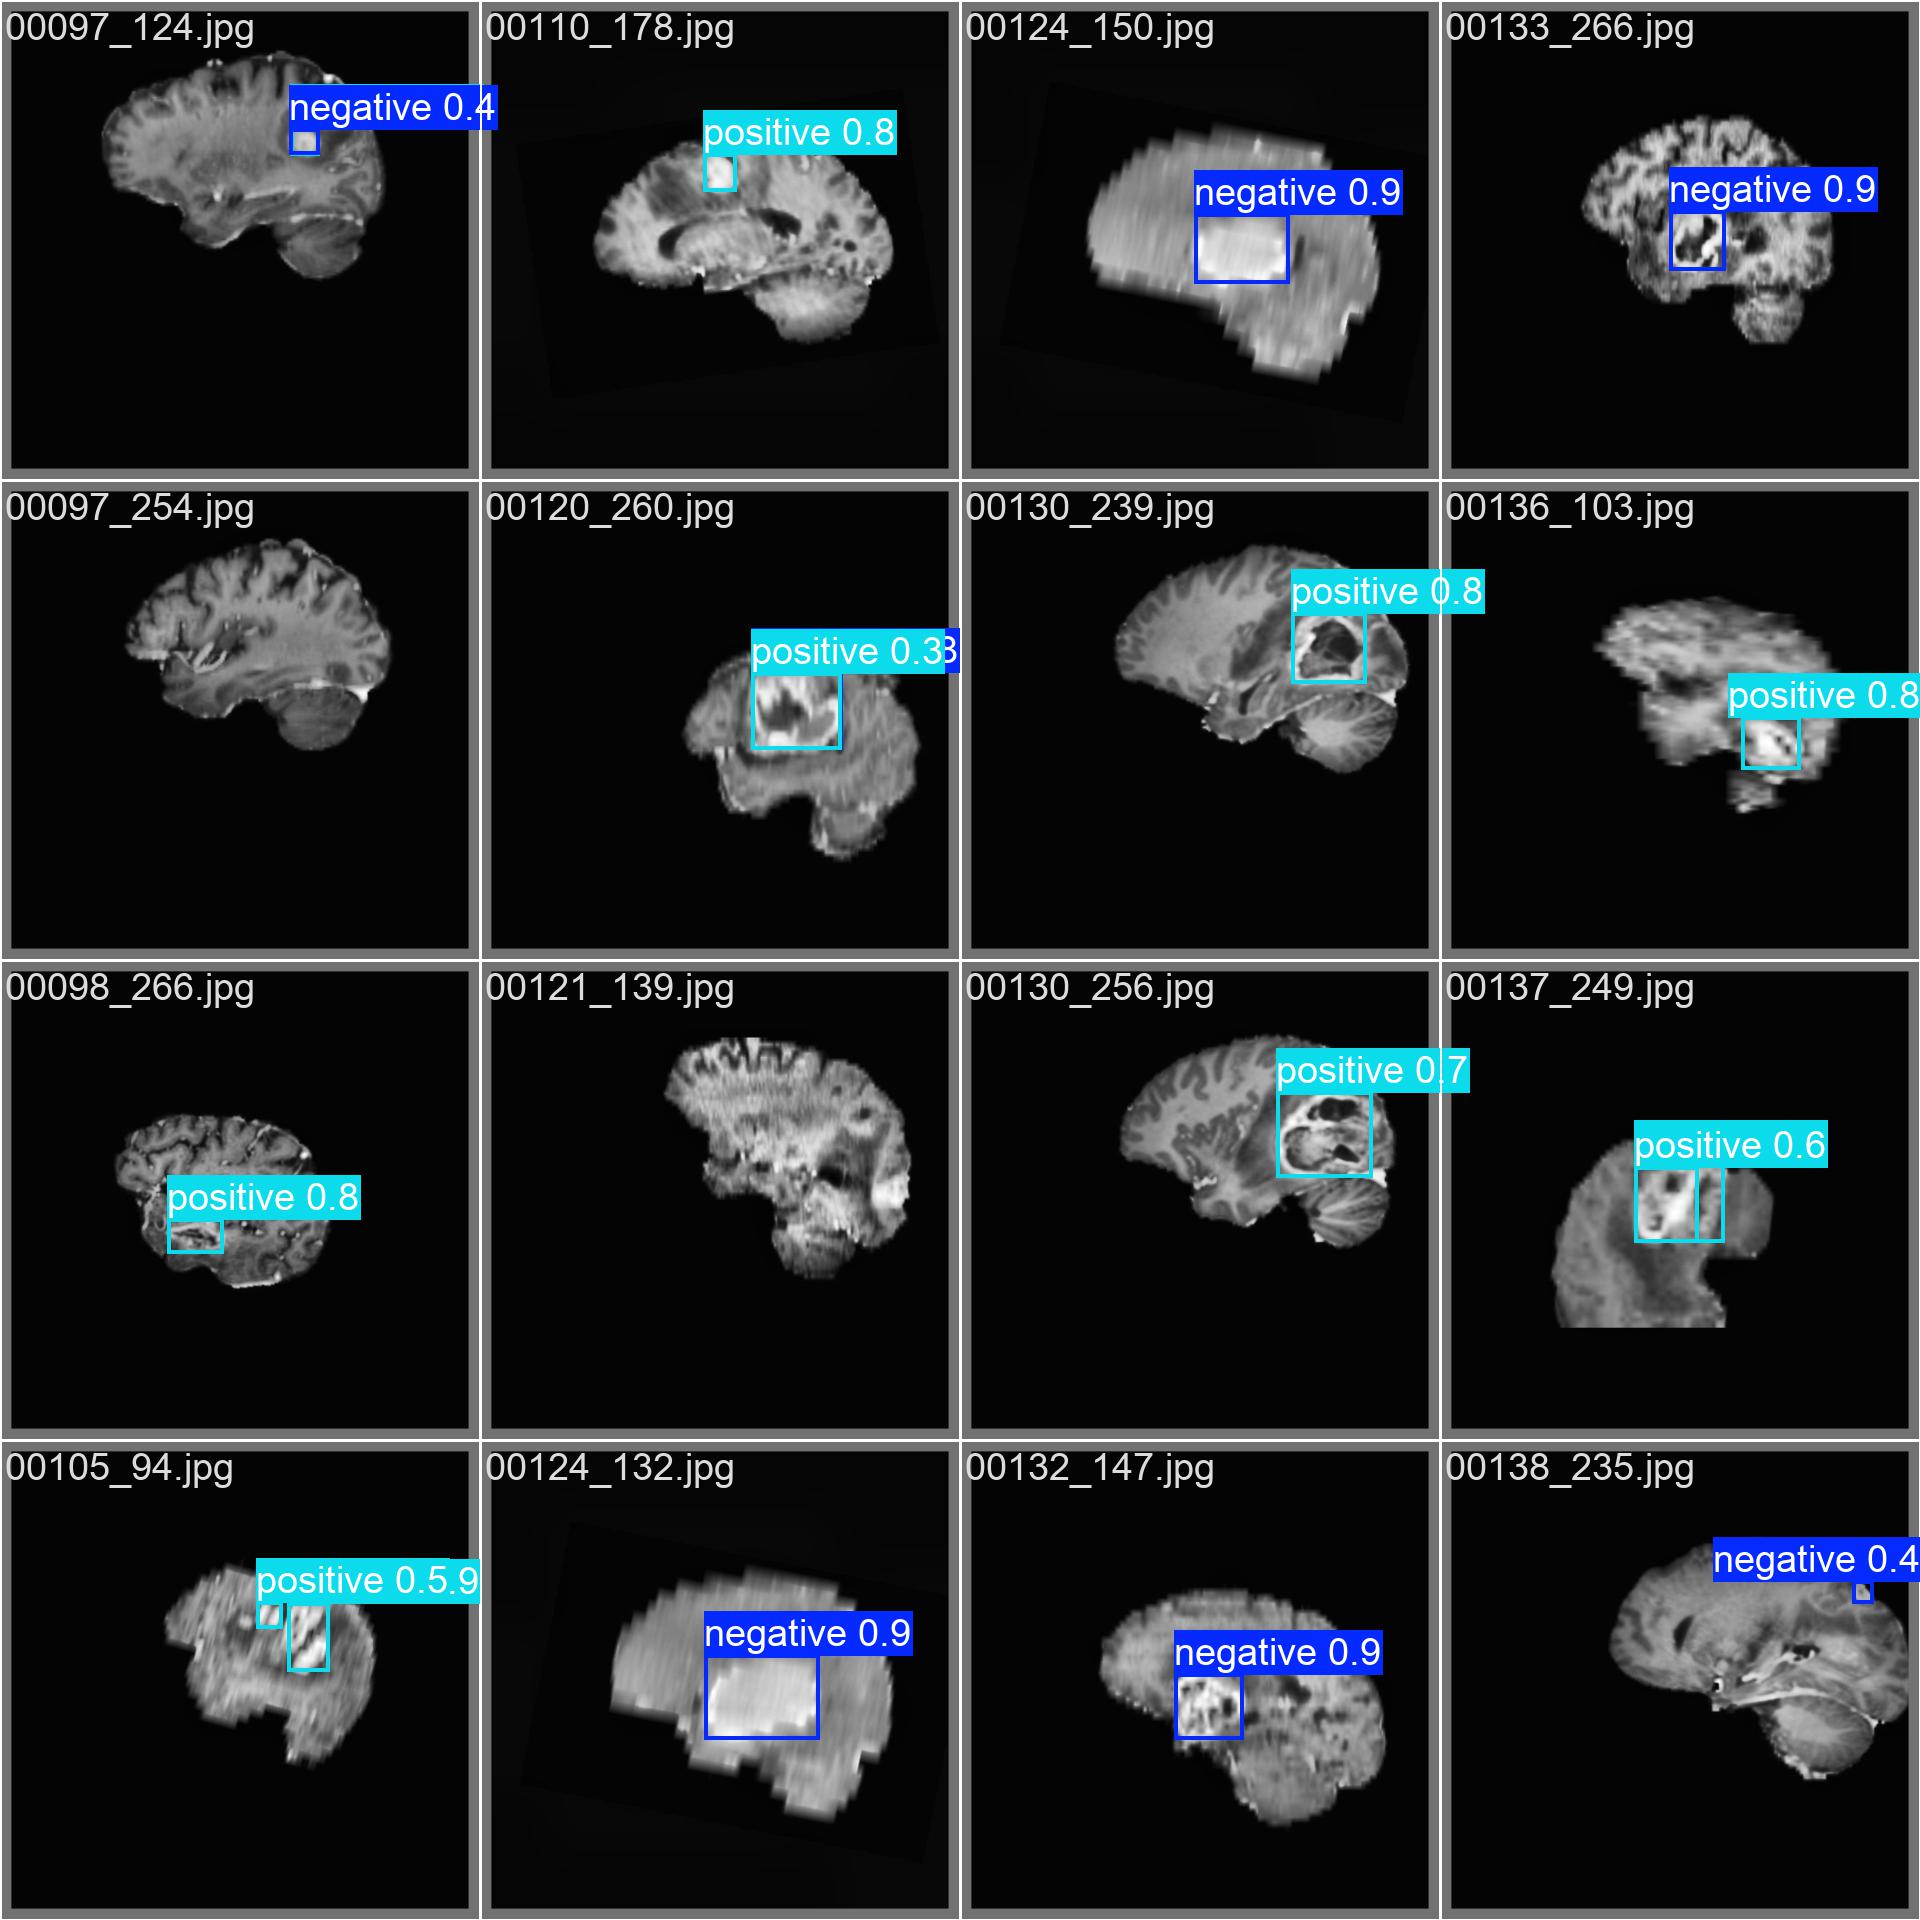 00097_124.jpg
negative 0.4
00110_178.jpg
positive 0.8
00124_150.jpg
negative 0.9
00133_266.jpg
negative 0.9
00097_254.jpg
00120_260.jpg
positive 0.3
3
00130_239.jpg
positive 0.8
00136_103.jpg
positive 0.8
00098_266.jpg
positive 0.8
00121_139.jpg
00130_256.jpg
positive 0.7
00137_249.jpg
positive 0.6
00105_94.jpg
positive 0.5
.9
00124_132.jpg
negative 0.9
00132_147.jpg
negative 0.9
00138_235.jpg
negative 0.4